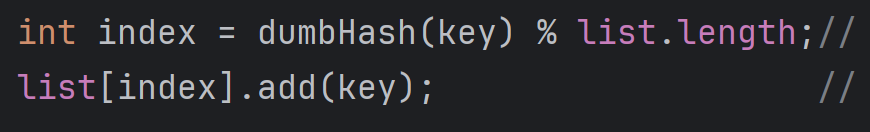 int index = dumbHash(key) % list.length;//
list[index].add(key);                   //